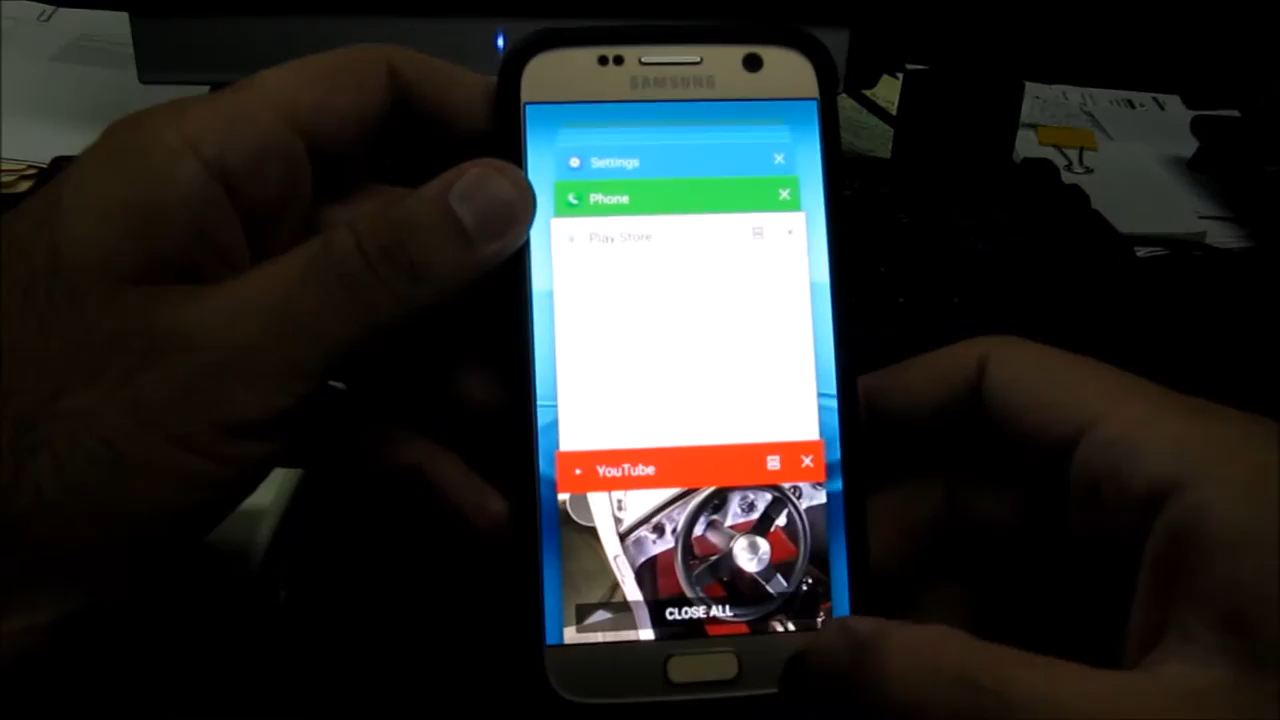 SAMSUNG
Settings
Phone
Play Store
YouTube
CLOSE ALL